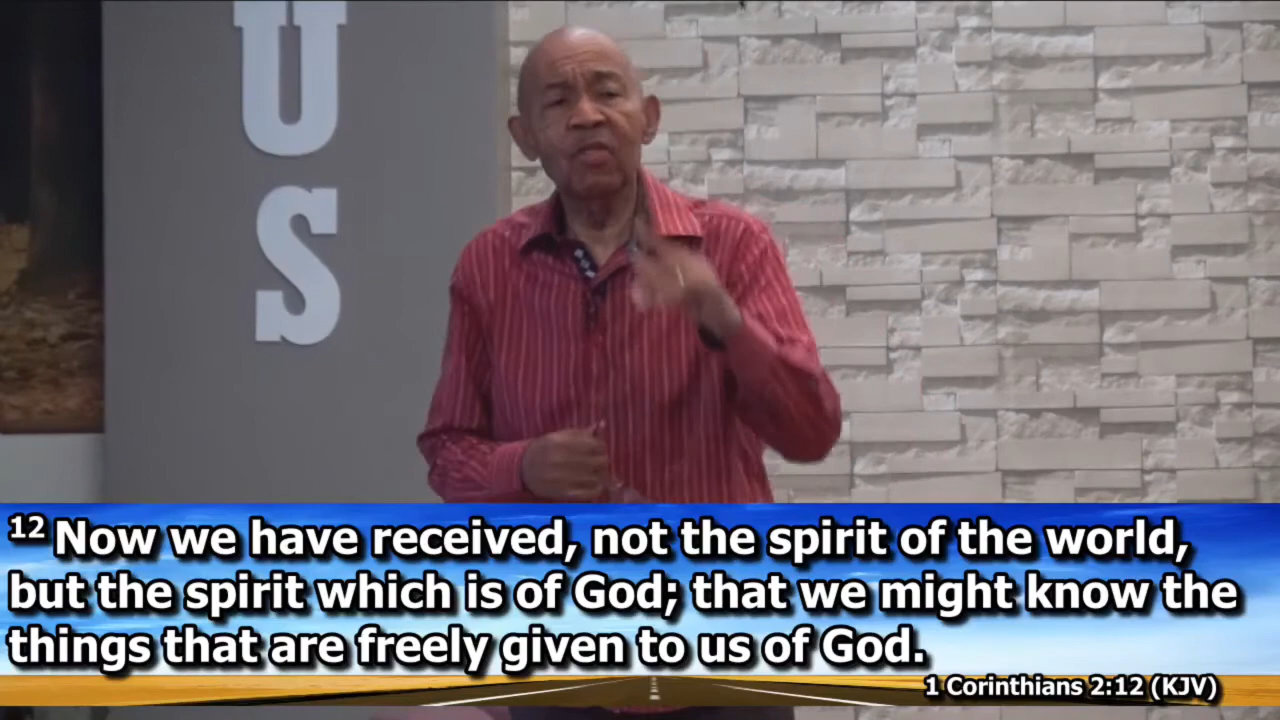 U
S
12 Now we have received, not the spirit of the world,
but the spirit which is of God; that we might know the
things that are freely given to us of God.
1 Corinthians 2:12 (KJV)